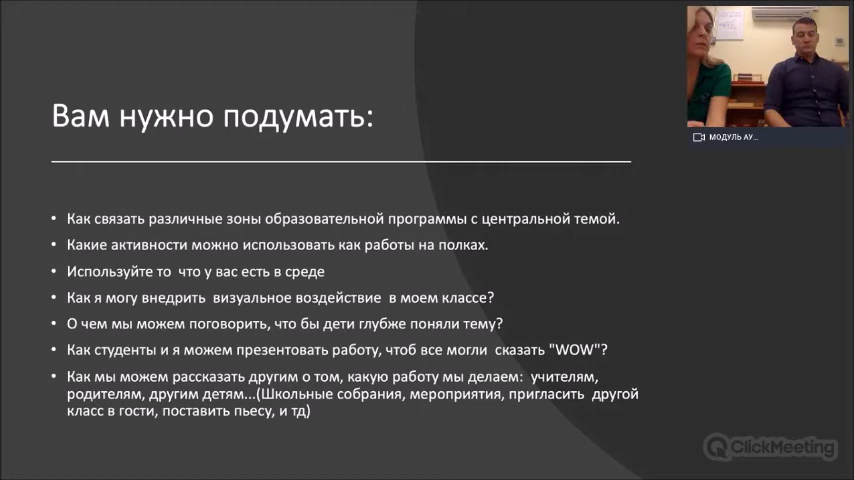 Вам нужно подумать:
• Как связать различные зоны образовательной программы с центральной темой.
• Какие активности можно использовать как работы на полках.
• Используйте то  что у вас есть в среде
• Как я могу внедрить  визуальное воздействие  в моем классе?
• О чем мы можем поговорить, что бы дети глубже поняли тему?
• Как студенты и я можем презентовать работу, чтоб все могли  сказать "WOW"?
• Как мы можем рассказать другим о том, какую работу мы делаем:  учителям,
родителям, другим детям...(Школьные собрания, мероприятия, пригласить  другой
класс в гости, поставить пьесу, и тд)
МОДУЛЬ АУ...
ClickMeeting